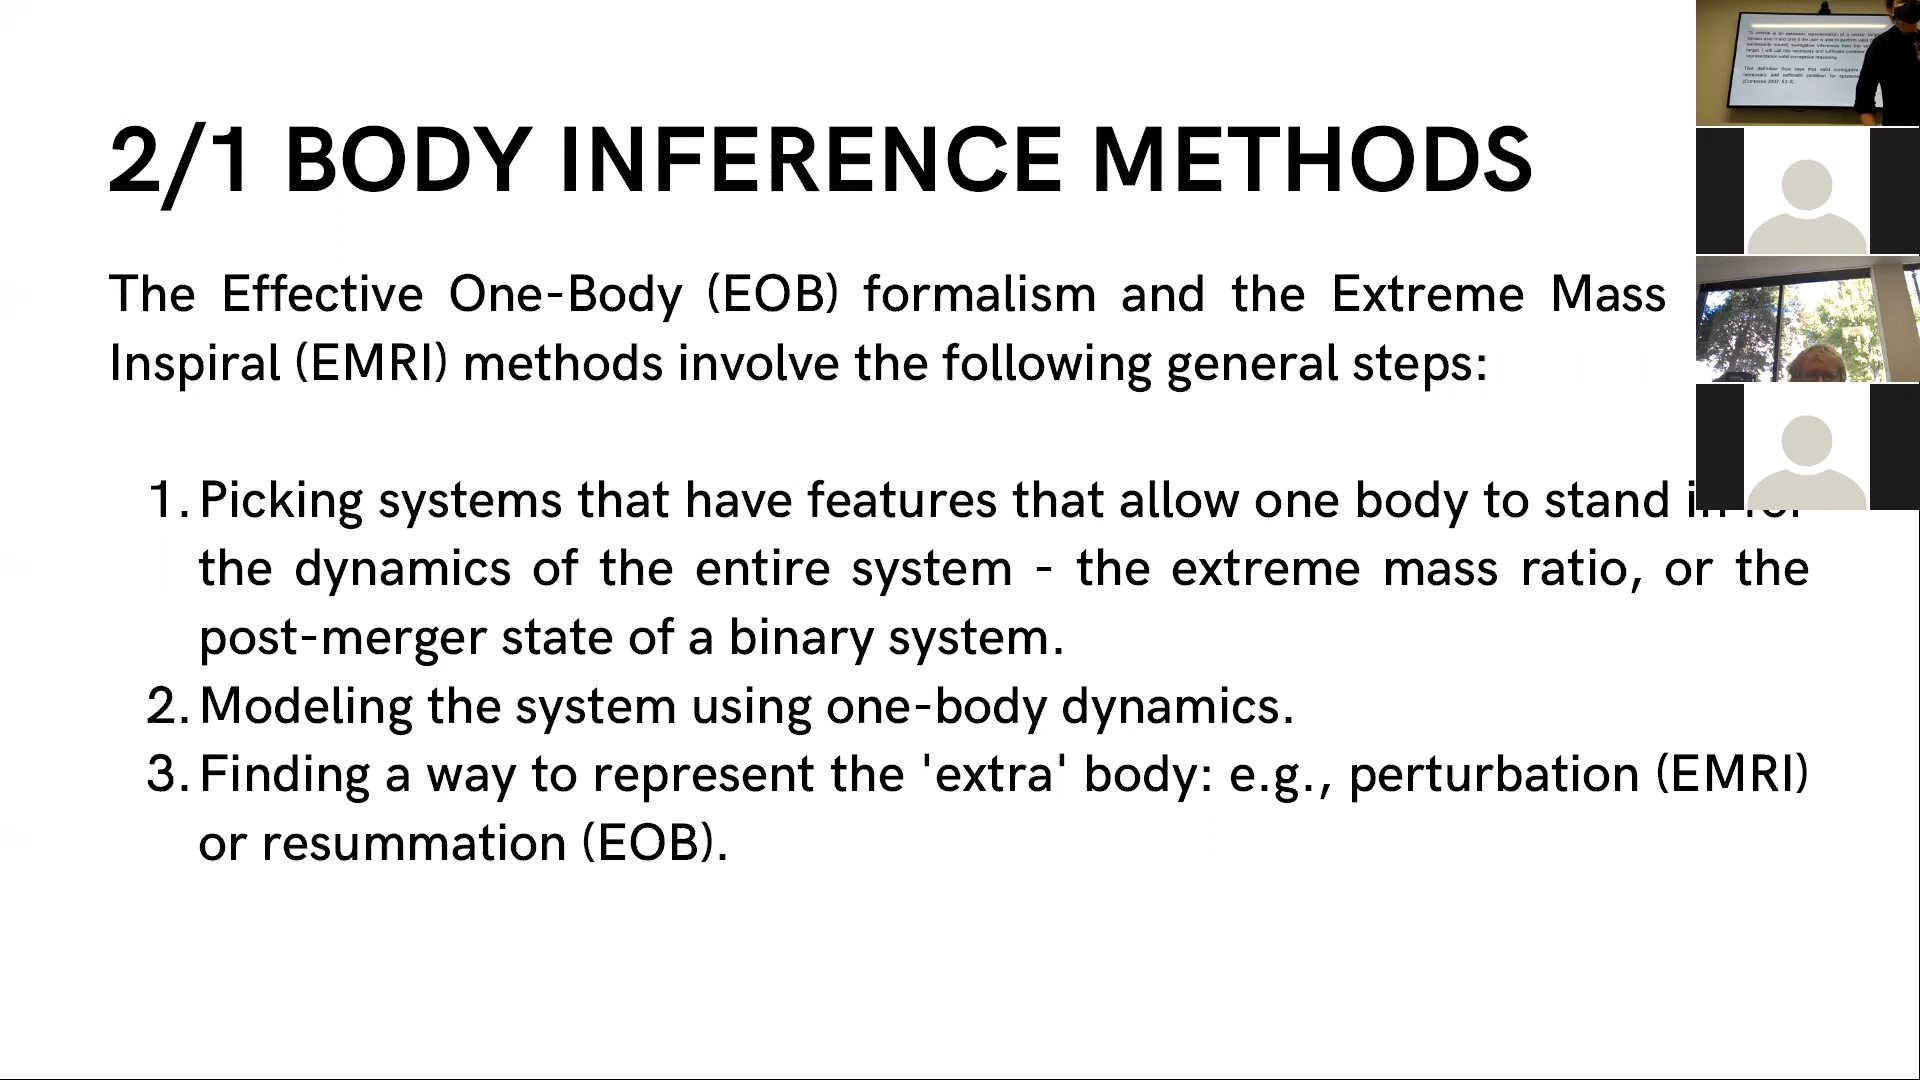 2/1 BODY INFERENCE METHODS
The Effective One-Body (EOB) formalism and the Extreme Mass
Inspiral (EMRI) methods involve the following general steps:
1. Picking systems that have features that allow one body to stand
the dynamics of the entire system - the extreme mass ratio, or the
post-merger state of a binary system.
2. Modeling the system using one-body dynamics.
3. Finding a way to represent the 'extra' body: e.g., perturbation (EMRI)
or resummation (EOB).